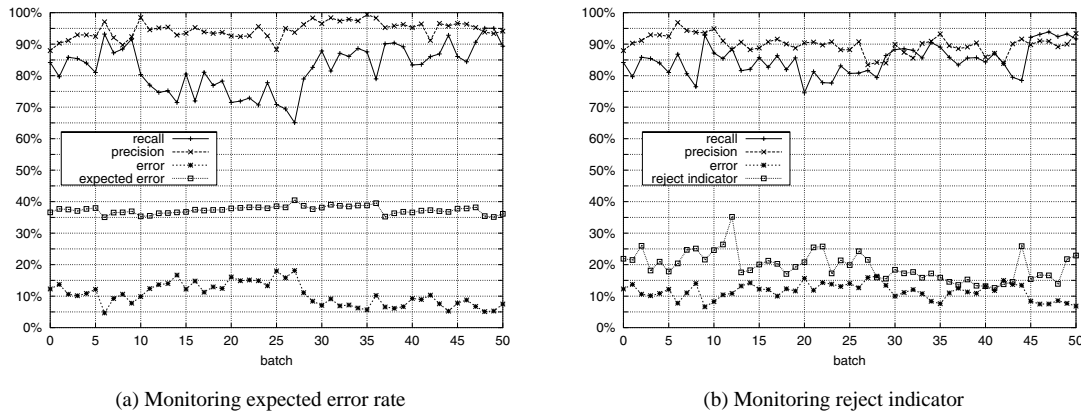 100%
90%
80%
70%
60%
50%
40%
30%
20%
10%
0%
recall
precision
error
expected error
0 5 10 15 20 25 30 35 40 45 50
batch
(a) Monitoring expected error rate
100%
90%
80%
70%
60%
50%
40%
30%
20%
10%
0%
recall
precision
error
reject indicator
0 5 10 15 20 25 30 35 40 45 50
batch
(b) Monitoring reject indicator